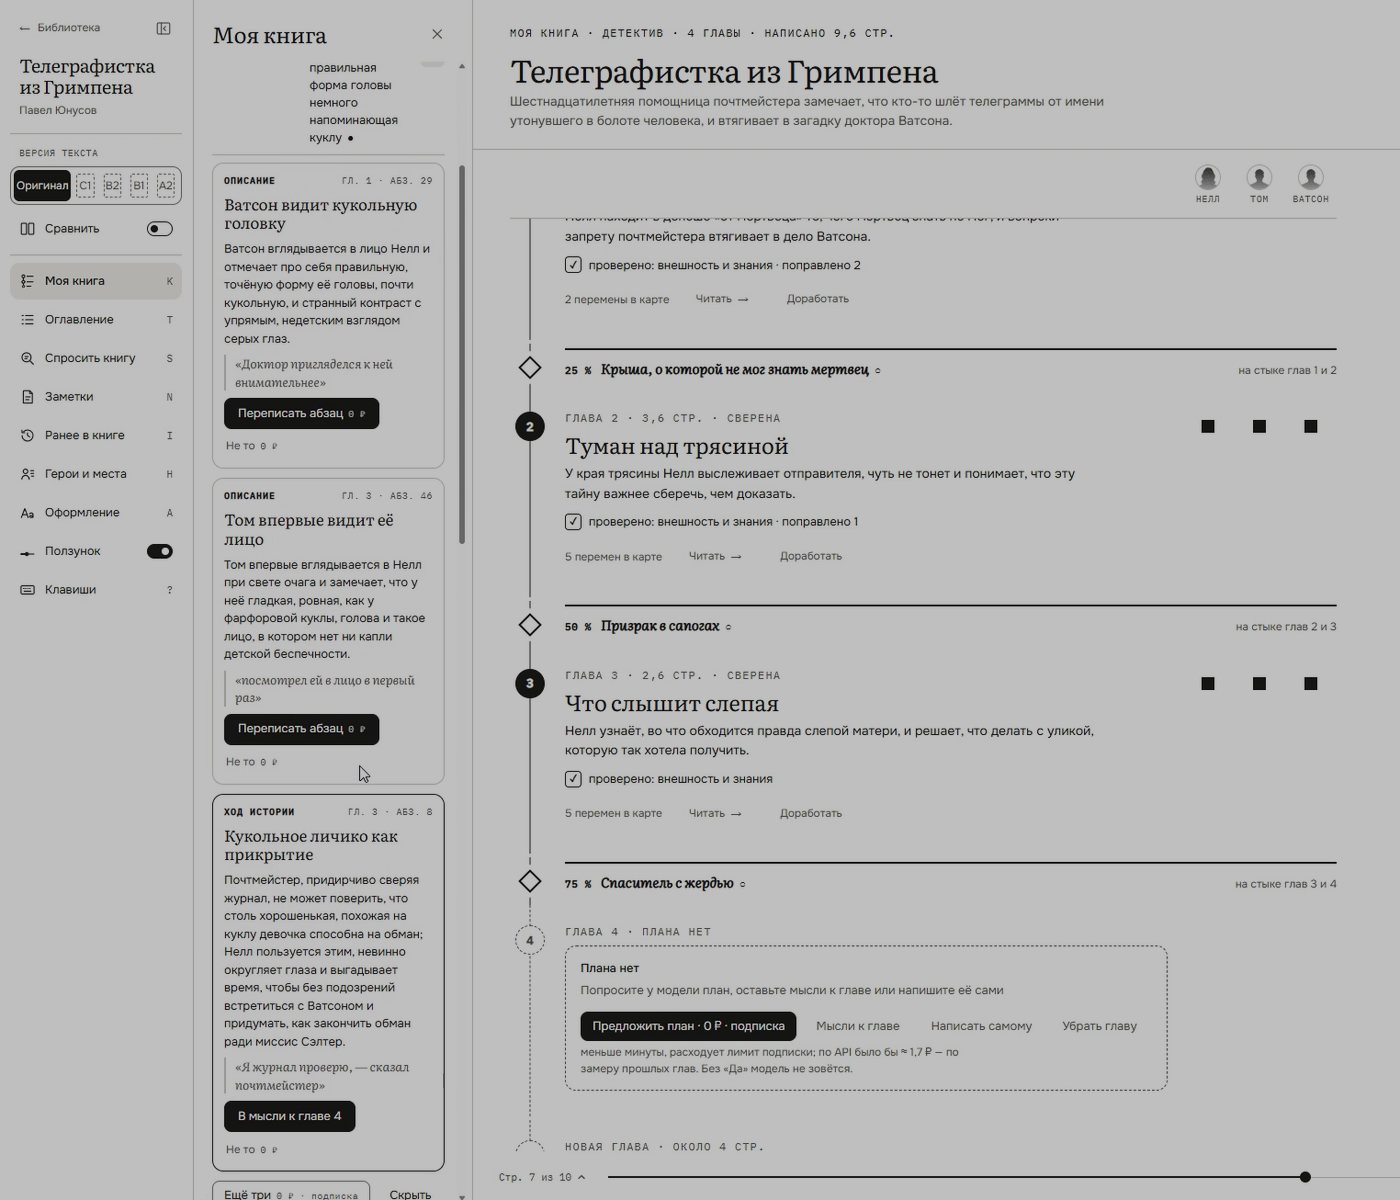 ← Библиотека
Телеграфистка
из Гримпена
Павел Юнусов
ВЕРСИЯ ТЕКСТА
Оригинал C1 B2 B1 A2
Сравнить
Моя книга K
Оглавление T
Спросить книгу S
Заметки N
Ранее в книге I
Герои и места H
Оформление A
Ползунок
Клавиши ?
Моя книга
правильная
форма головы
немного
напоминающая
куклу •
ОПИСАНИЕ ГЛ. 1 · АБЗ. 29
Ватсон видит кукольную
головку
Ватсон вглядывается в лицо Нелл и
отмечает про себя правильную,
точёную форму её головы, почти
кукольную, и странный контраст с
упрямым, недетским взглядом
серых глаз.
«Доктор пригляделся к ней
внимательнее»
Переписать абзац 0 ₽
Не то 0 ₽
ОПИСАНИЕ ГЛ. 3 · АБЗ. 46
Том впервые видит её
лицо
Том впервые вглядывается в Нелл
при свете очага и замечает, что у
неё гладкая, ровная, как у
фарфоровой куклы, голова и такое
лицо, в котором нет ни капли
детской беспечности.
«посмотрел ей в лицо в первый
раз»
Переписать абзац 0 ₽
Не то 0 ₽
ХОД ИСТОРИИ ГЛ. 3 · АБЗ. 8
Кукольное личико как
прикрытие
Почтмейстер, придирчиво сверяя
журнал, не может поверить, что
столь хорошенькая, похожая на
куклу девочка способна на обман;
Нелл пользуется этим, невинно
округляет глаза и выгадывает
время, чтобы без подозрений
встретиться с Ватсоном и
придумать, как закончить обман
ради миссис Сэлтер.
«Я журнал проверю, — сказал
почтмейстер»
В мысли к главе 4
Не то 0 ₽
Ещё три 0 ₽ · подписка Скрыть
МОЯ КНИГА · ДЕТЕКТИВ · 4 ГЛАВЫ · НАПИСАНО 9,6 СТР.
Телеграфистка из Гримпена
Шестнадцатилетняя помощница почтмейстера замечает, что кто-то шлёт телеграммы от имени
утонувшего в болоте человека, и втягивает в загадку доктора Ватсона.
НЕЛЛ ТОМ ВАТСОН
запрету почтмейстера втягивает в дело Ватсона.
проверено: внешность и знания · поправлено 2
2 перемены в карте Читать → Доработать
25 % Крыша, о которой не мог знать мертвец на стыке глав 1 и 2
2 ГЛАВА 2 · 3,6 СТР. · СВЕРЕНА
Туман над трясиной
У края трясины Нелл выслеживает отправителя, чуть не тонет и понимает, что эту
тайну важнее сберечь, чем доказать.
проверено: внешность и знания · поправлено 1
5 перемен в карте Читать → Доработать
50 % Призрак в сапогах на стыке глав 2 и 3
3 ГЛАВА 3 · 2,6 СТР. · СВЕРЕНА
Что слышит слепая
Нелл узнаёт, во что обходится правда слепой матери, и решает, что делать с уликой,
которую так хотела получить.
проверено: внешность и знания
5 перемен в карте Читать → Доработать
75 % Спаситель с жердью на стыке глав 3 и 4
4 ГЛАВА 4 · ПЛАНА НЕТ
Плана нет
Попросите у модели план, оставьте мысли к главе или напишите её сами
Предложить план · 0 ₽ · подписка Мысли к главе Написать самому Убрать главу
меньше минуты, расходует лимит подписки; по API было бы ≈ 1,7 ₽ — по
замеру прошлых глав. Без «Да» модель не зовётся.
НОВАЯ ГЛАВА · ОКОЛО 4 СТР.
Стр. 7 из 10